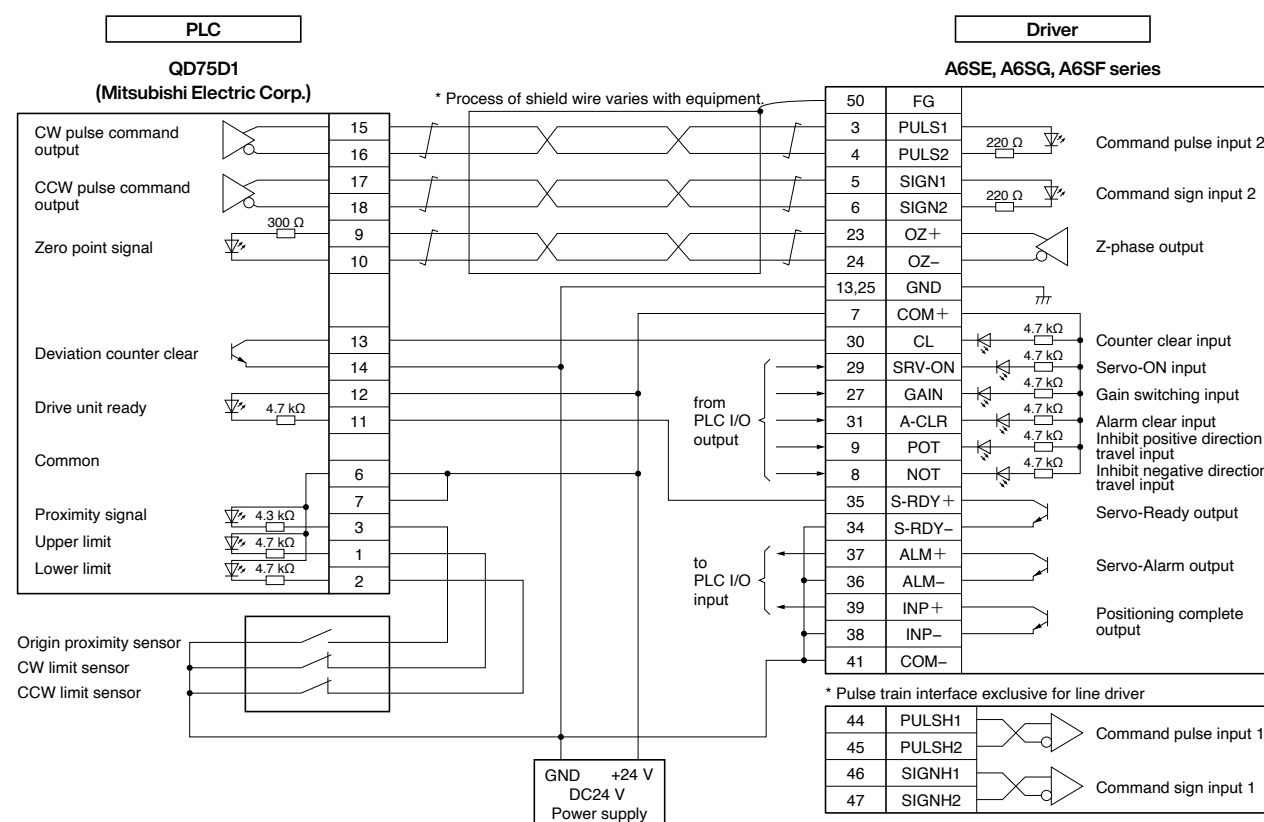 PLC
Driver
QD75D1
(Mitsubishi Electric Corp.)
A6SE, A6SG, A6SF series
* Process of shield wire varies with equipment.
CW pulse command
output
15
16
CCW pulse command
output
17
18
Zero point signal
300 Ω
9
10
Deviation counter clear
13
14
Drive unit ready
4.7 kΩ
12
11
Common
6
7
Proximity signal
4.3 kΩ
3
Upper limit
4.7 kΩ
1
Lower limit
4.7 kΩ
2
Origin proximity sensor
CW limit sensor
CCW limit sensor
GND +24 V
DC24 V
Power supply
from
PLC I/O
output
to
PLC I/O
input
50 FG
3 PULS1
4 PULS2
220 Ω
Command pulse input 2
5 SIGN1
6 SIGN2
220 Ω
Command sign input 2
23 OZ+
24 OZ−
Z-phase output
13,25 GND
7 COM+
30 CL 4.7 kΩ Counter clear input
29 SRV-ON 4.7 kΩ Servo-ON input
27 GAIN 4.7 kΩ Gain switching input
31 A-CLR 4.7 kΩ Alarm clear input
9 POT 4.7 kΩ Inhibit positive direction
travel input
8 NOT 4.7 kΩ Inhibit negative direction
travel input
35 S-RDY+
34 S-RDY−
Servo-Ready output
37 ALM+
36 ALM−
Servo-Alarm output
39 INP+
38 INP−
Positioning complete
output
41 COM−
* Pulse train interface exclusive for line driver
44 PULSH1
45 PULSH2
Command pulse input 1
46 SIGNH1
47 SIGNH2
Command sign input 1